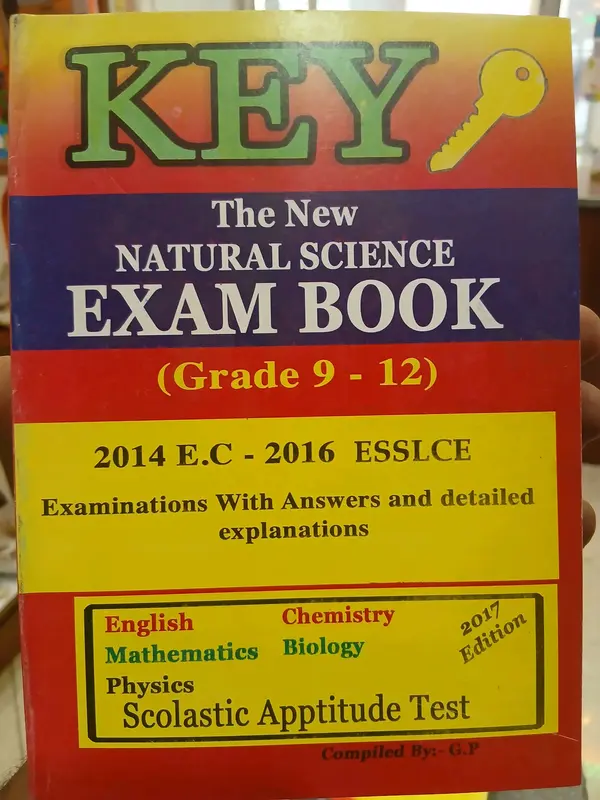 KEY
The New
NATURAL SCIENCE
EXAM BOOK
(Grade 9 - 12)
2014 E.C - 2016 ESSLCE
Examinations With Answers and detailed
explanations
English
Chemistry
Mathematics
Biology
Physics
2017
Edition
Scolastic Apptitude Test
Compiled By:- G.P